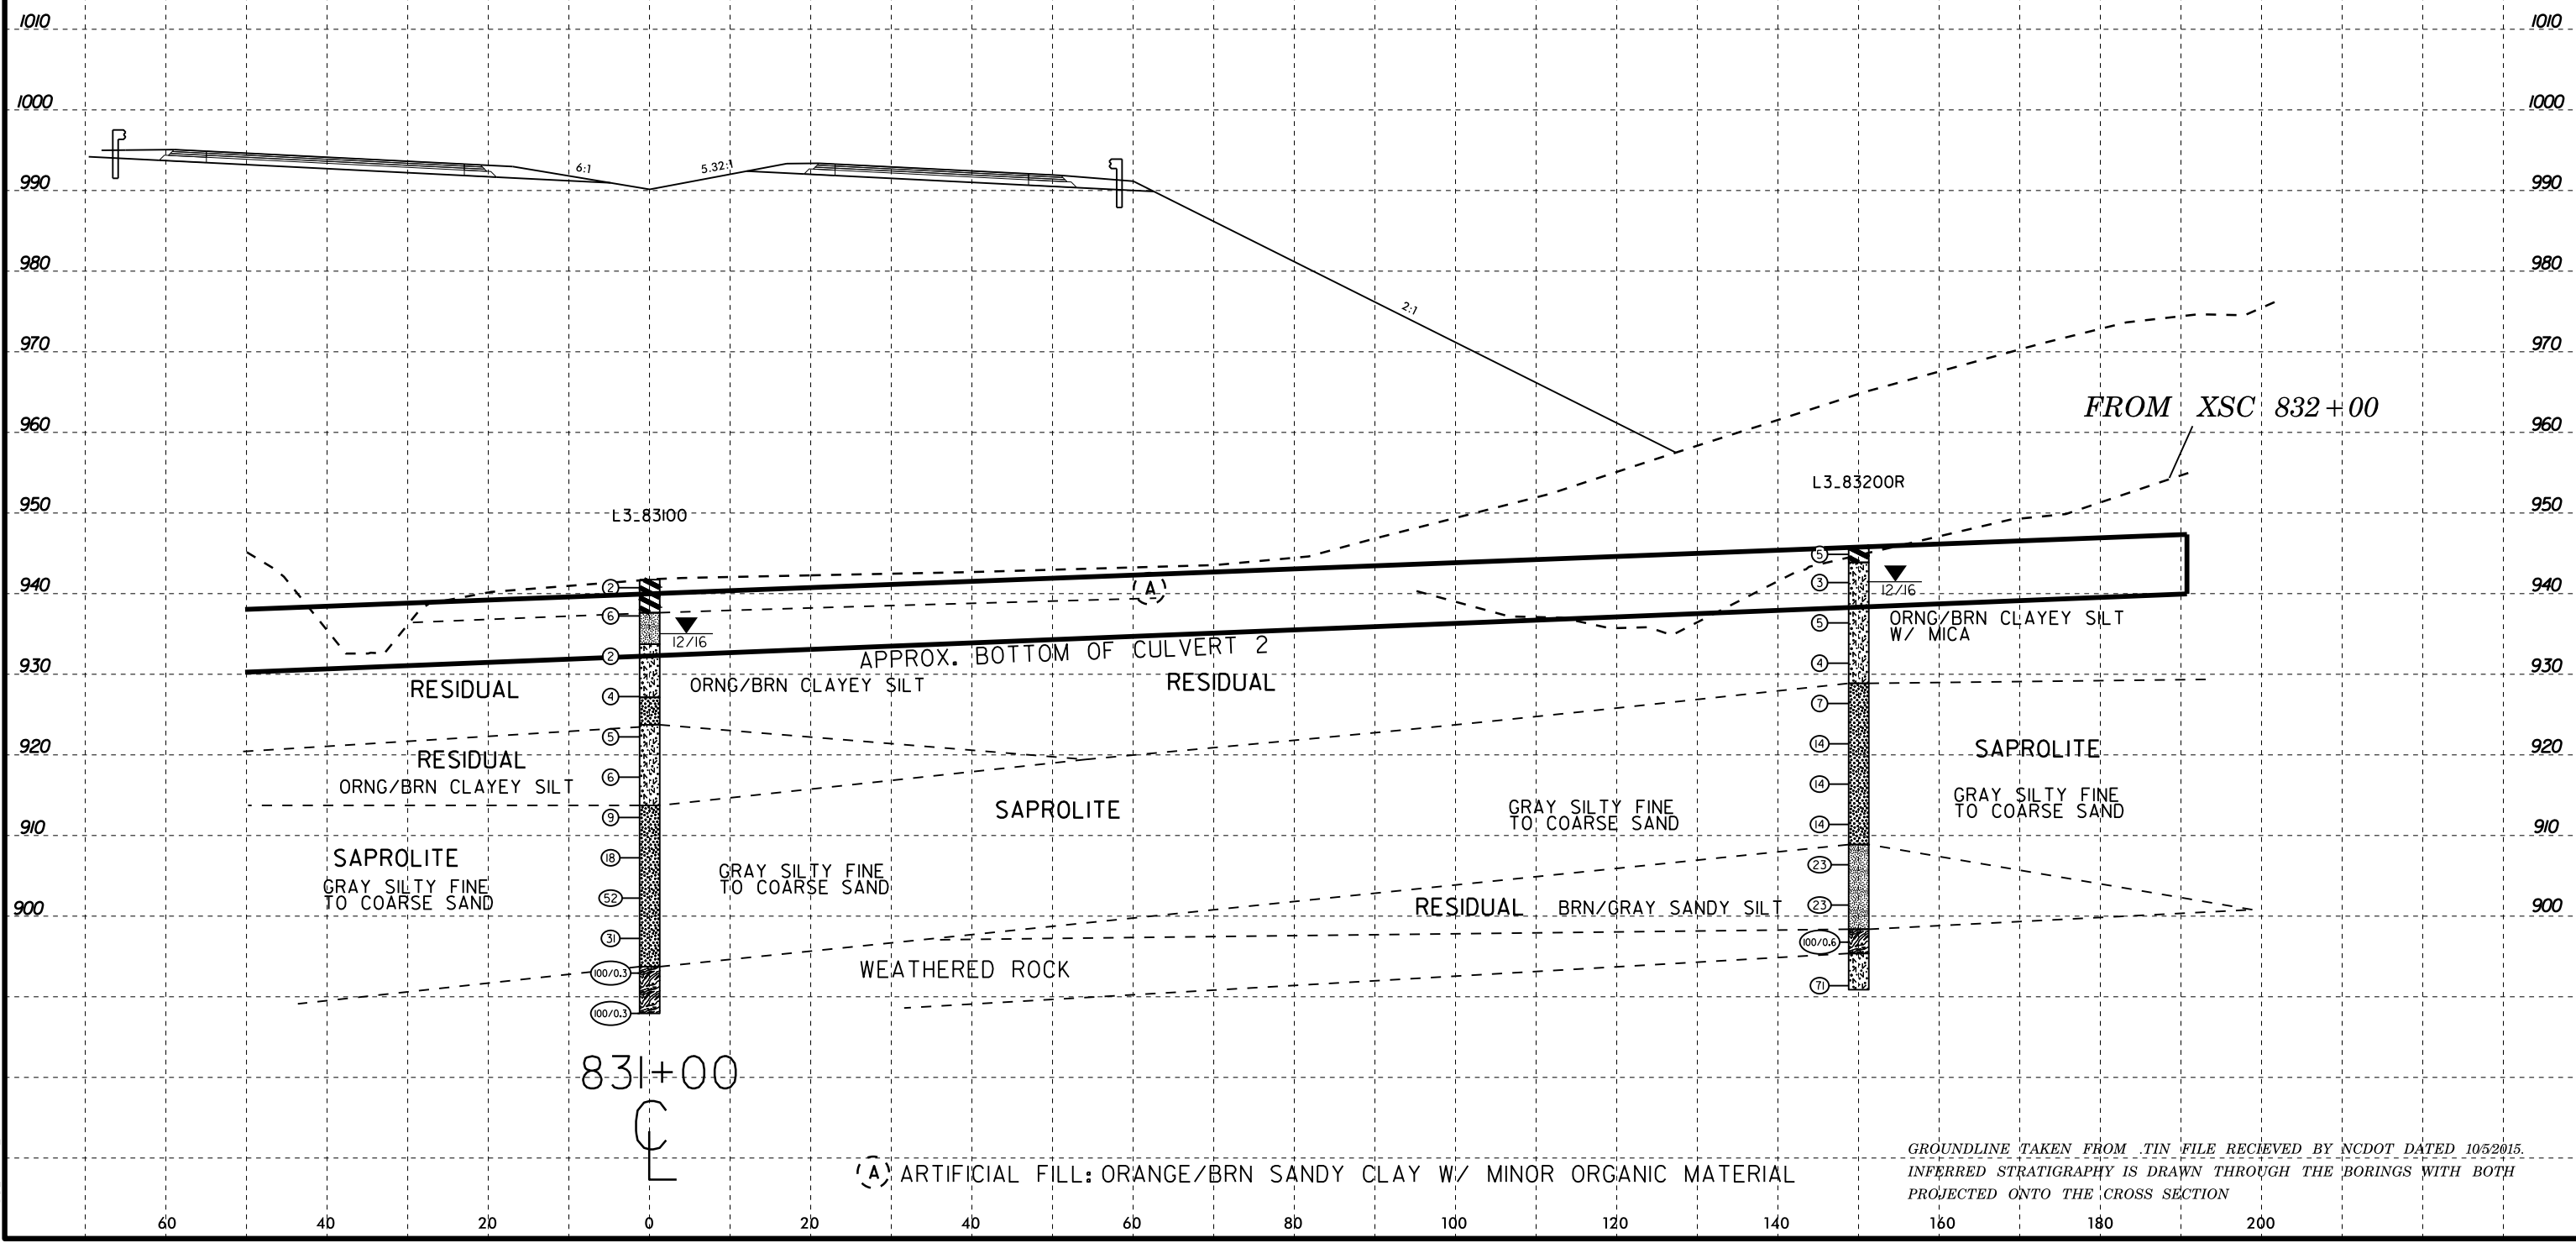 1010 1010
1000 1000
990 6:1 5.32:1 990
980 980
2:1
970 970
960 FROM XSC 832+00 960
L3_83200R
950 L3_83100 950
5
940 2 A 3 12/16 940
6 5 ORNG/BRN CLAYEY SILT
W/ MICA
12/16
2 APPROX. BOTTOM OF CULVERT 2
930 4 930
RESIDUAL 4 ORNG/BRN CLAYEY SILT RESIDUAL
7
5 14
920 SAPROLITE 920
RESIDUAL
6 14
ORNG/BRN CLAYEY SILT
9 SAPROLITE GRAY SILTY FINE
TO COARSE SAND 14 GRAY SILTY FINE
TO COARSE SAND
910 910
SAPROLITE 18 23
GRAY SILTY FINE
TO COARSE SAND 52 GRAY SILTY FINE
TO COARSE SAND
900 RESIDUAL BRN/GRAY SANDY SILT 23 900
31 100/0.6
100/0.3 WEATHERED ROCK 71
100/0.3
831+00
CL
A ARTIFICIAL FILL: ORANGE/BRN SANDY CLAY W/ MINOR ORGANIC MATERIAL
GROUNDLINE TAKEN FROM .TIN FILE RECIEVED BY NCDOT DATED 10/5/2015.
INFERRED STRATIGRAPHY IS DRAWN THROUGH THE BORINGS WITH BOTH
PROJECTED ONTO THE CROSS SECTION
60 40 20 0 20 40 60 80 100 120 140 160 180 200